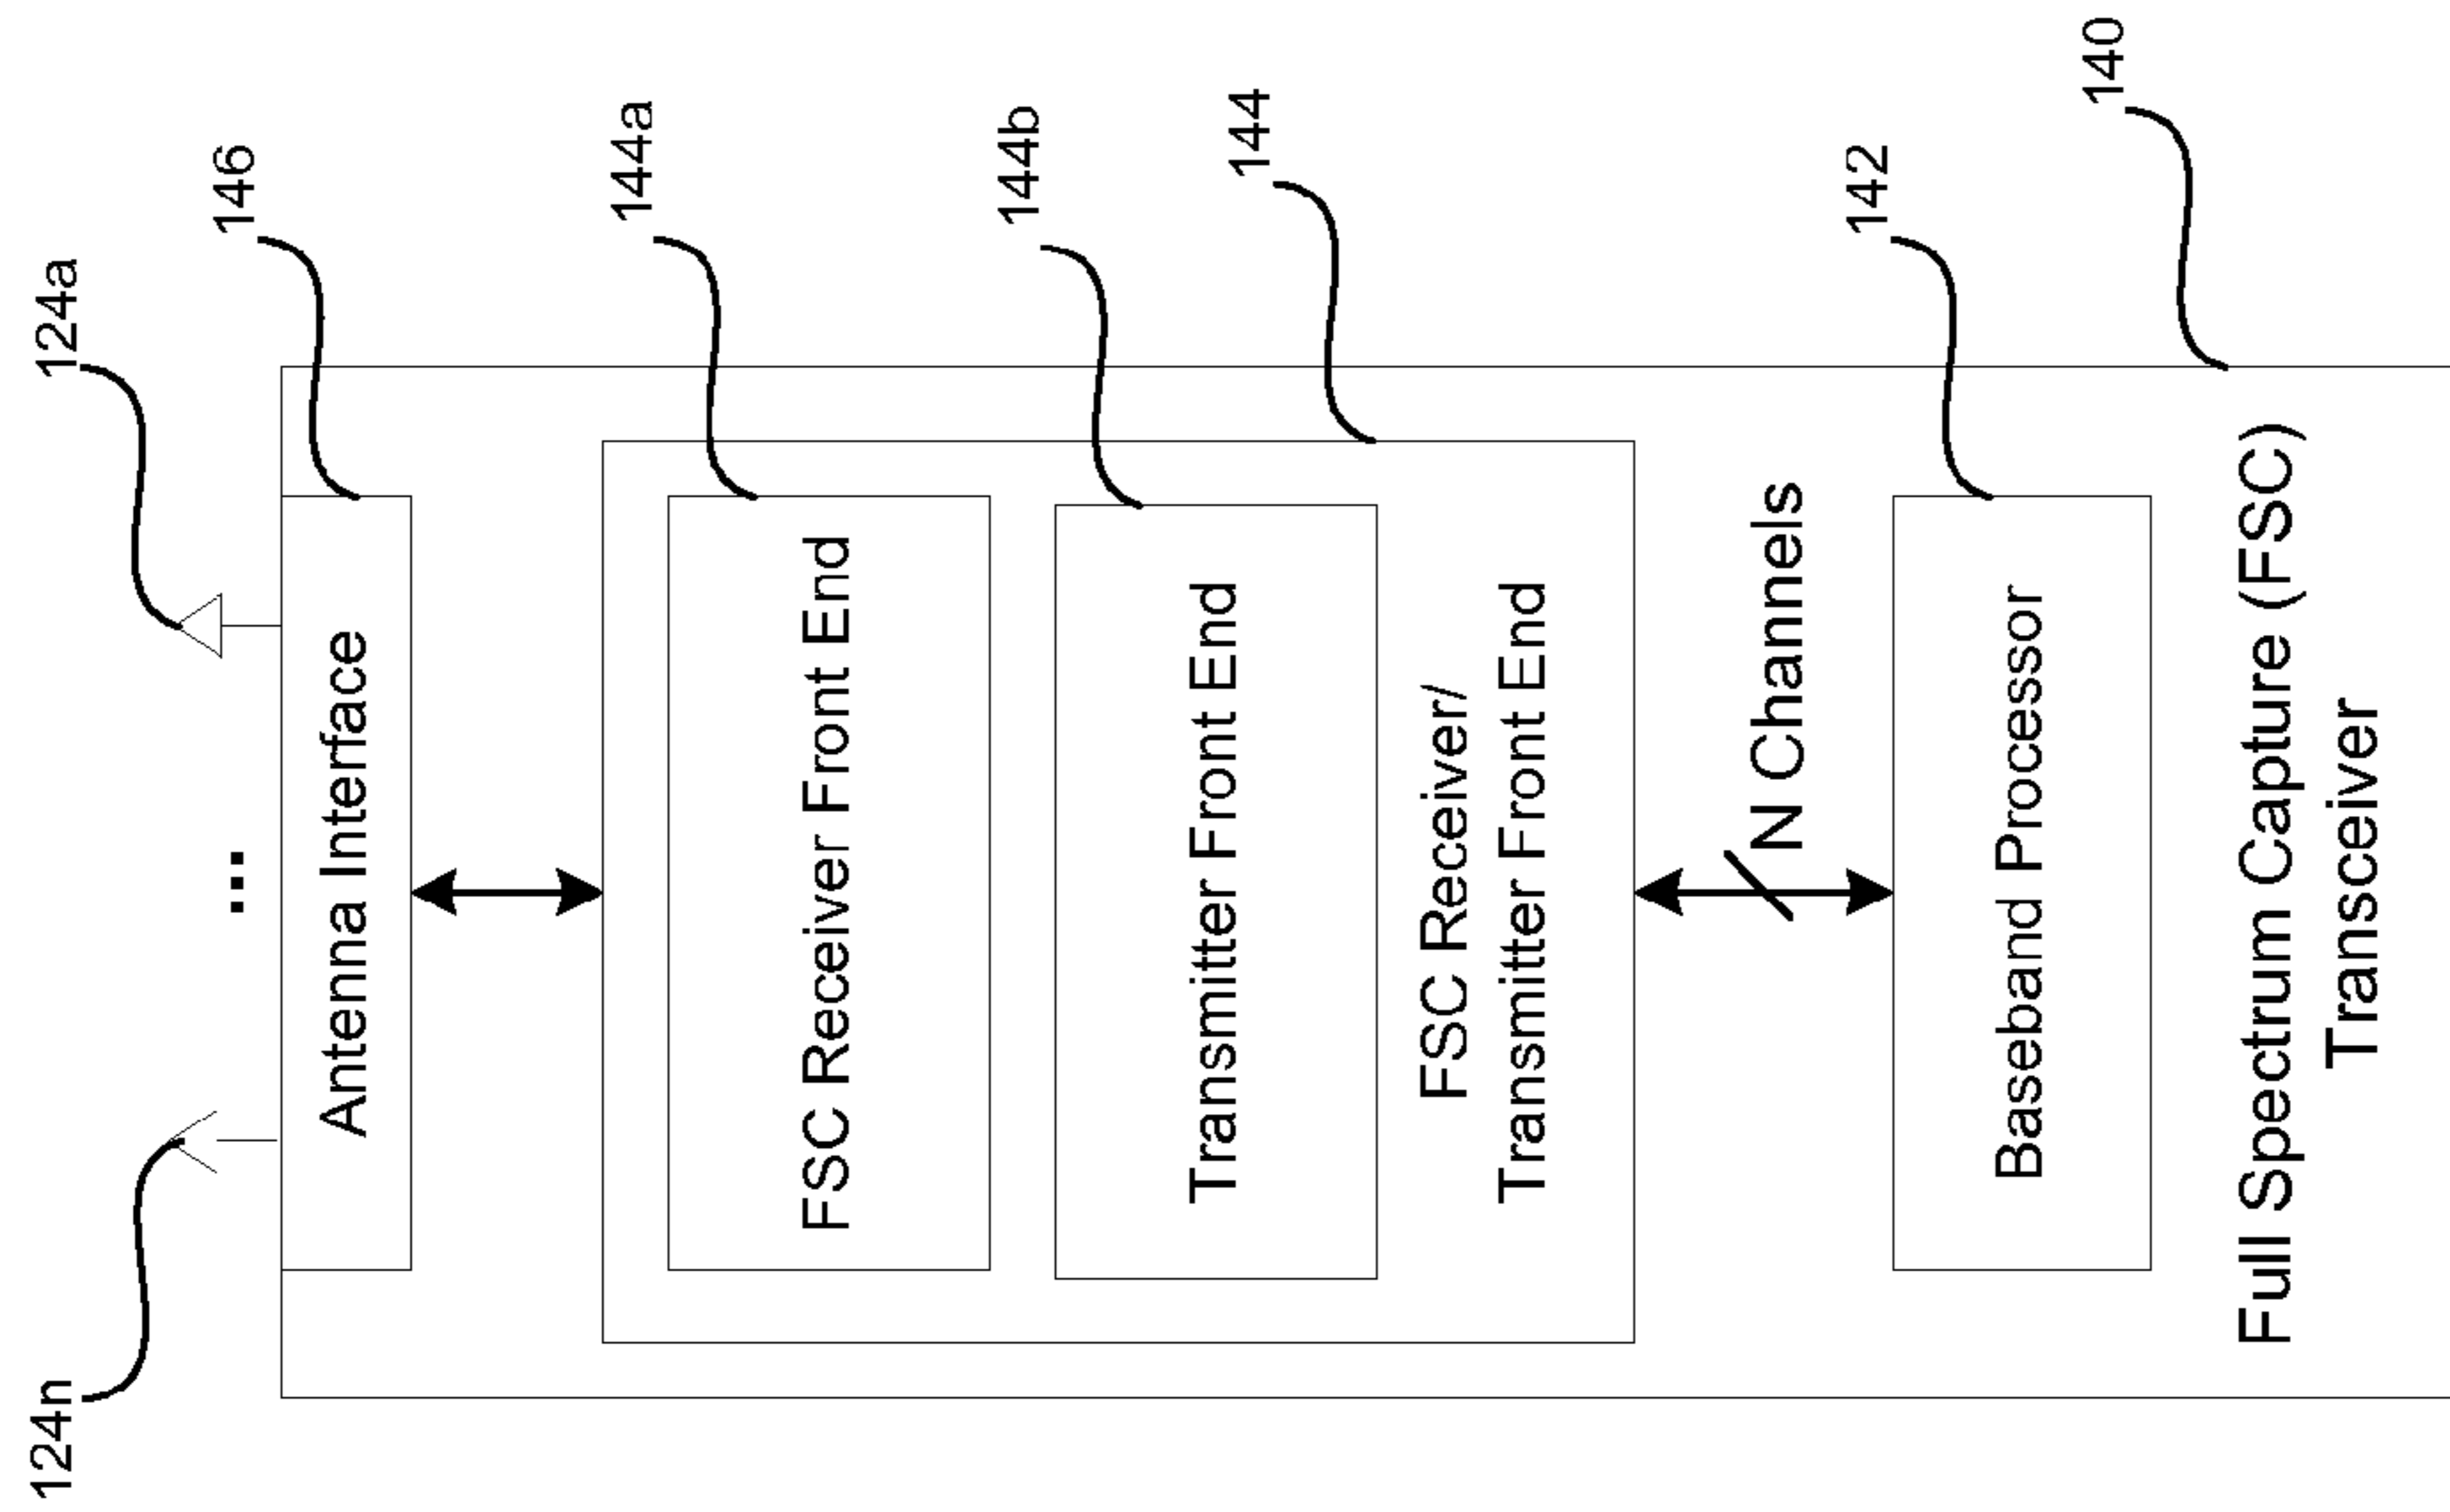 124n
124a
...
146
Antenna Interface
144a
FSC Receiver Front End
144b
Transmitter Front End
144
FSC Receiver/
Transmitter Front End
N Channels
142
Baseband Processor
140
Full Spectrum Capture (FSC)
Transceiver